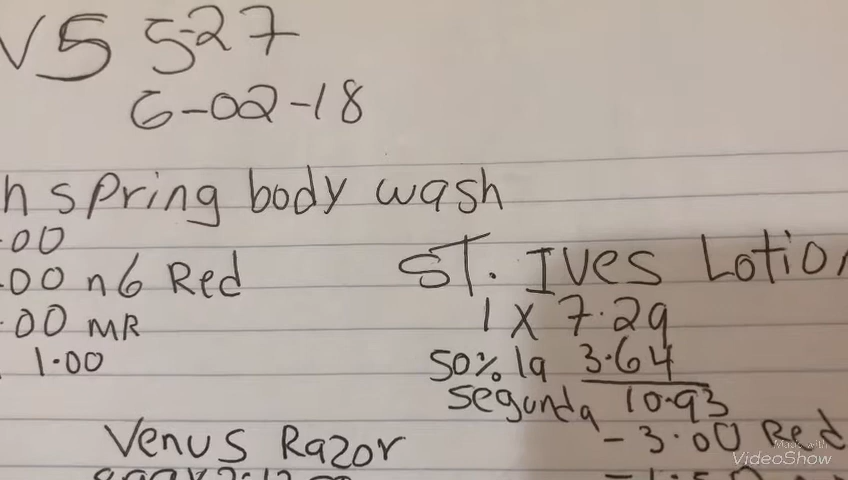 VS 5-27
6-02-18
h spring body wash
.00
.00 n6 Red
.00 MR
1.00
ST. Ives Lotion
1 X 7.29
50% la 3.64
segunda 10.93
- 3.00 Red
Venus Razor
Made with
VideoShow